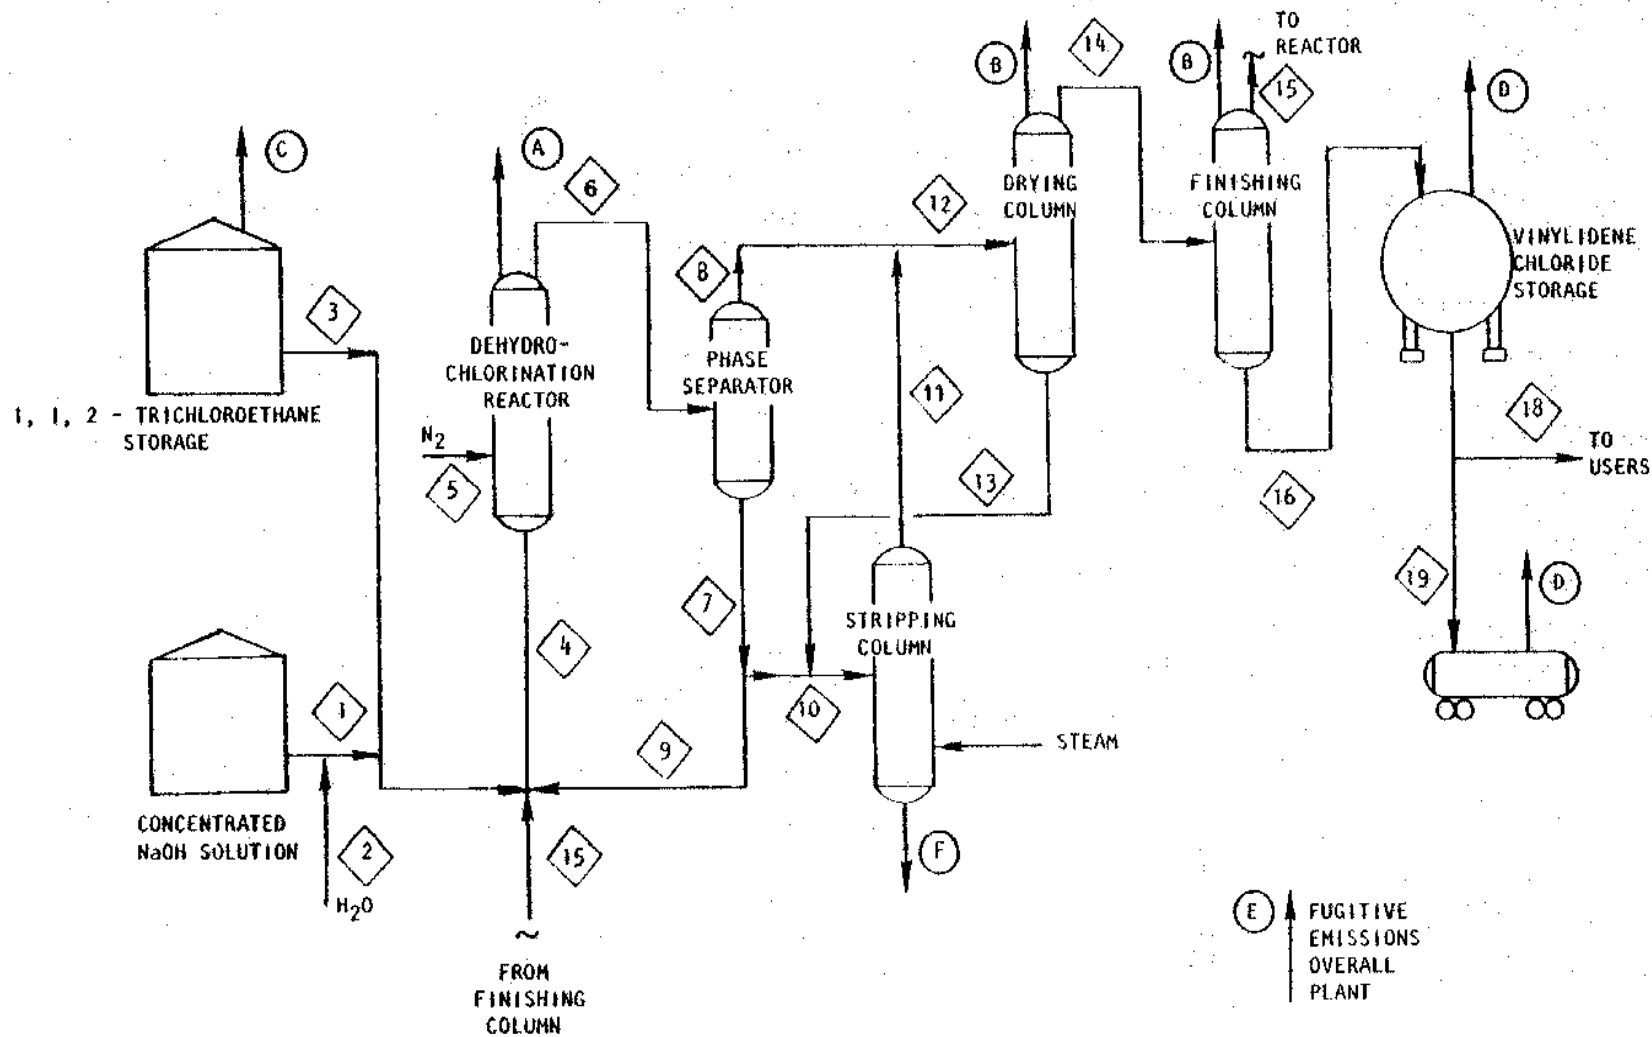 TO
REACTOR
B
14
B
15
D
C
A
6
12
DRYING
COLUMN
FINISHING
COLUMN
VINYLIDENE
CHLORIDE
STORAGE
8
3
DEHYDRO-
CHLORINATION
REACTOR
PHASE
SEPARATOR
11
18
1, 1, 2 - TRICHLOROETHANE
STORAGE
N2
5
13
16
TO
USERS
7
19
D
4
STRIPPING
COLUMN
1
10
9
STEAM
CONCENTRATED
NaOH SOLUTION
2
15
F
H2O
E
FUGITIVE
EMISSIONS
OVERALL
PLANT
FROM
FINISHING
COLUMN